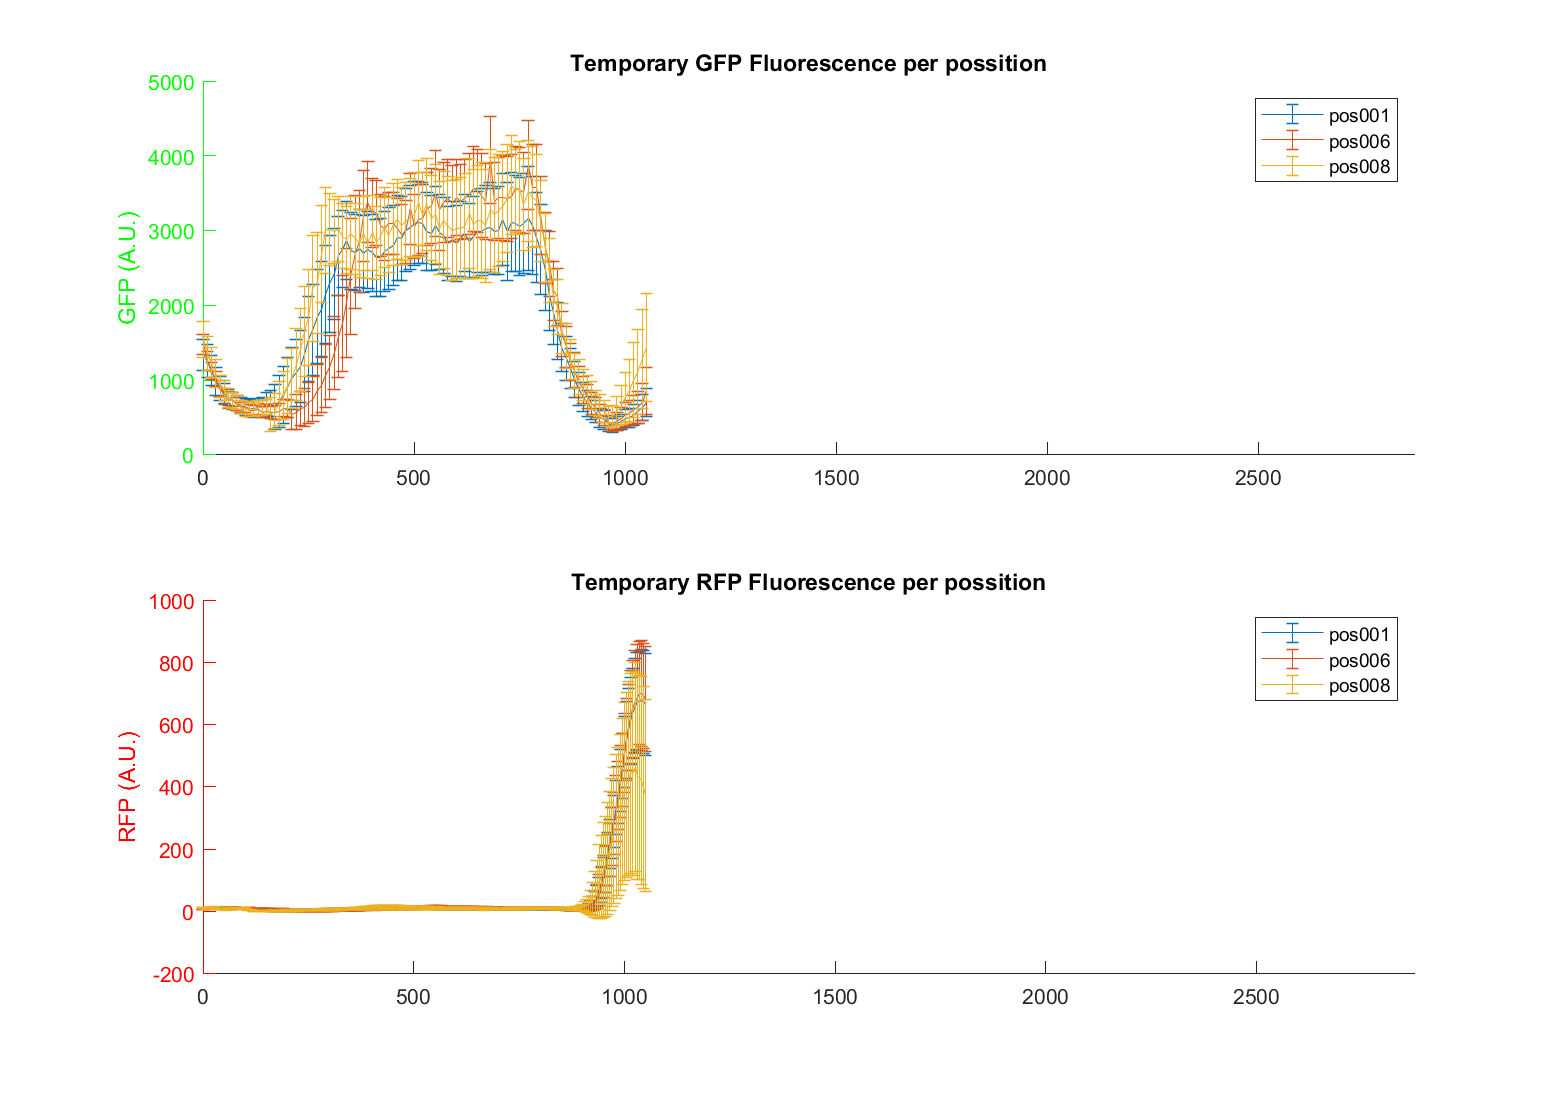 Temporary GFP Fluorescence per possition
5000
4000
3000
2000
1000
0
GFP (A.U.)
0 500 1000 1500 2000 2500
pos001
pos006
pos008
Temporary RFP Fluorescence per possition
1000
800
600
400
200
0
-200
RFP (A.U.)
0 500 1000 1500 2000 2500
pos001
pos006
pos008